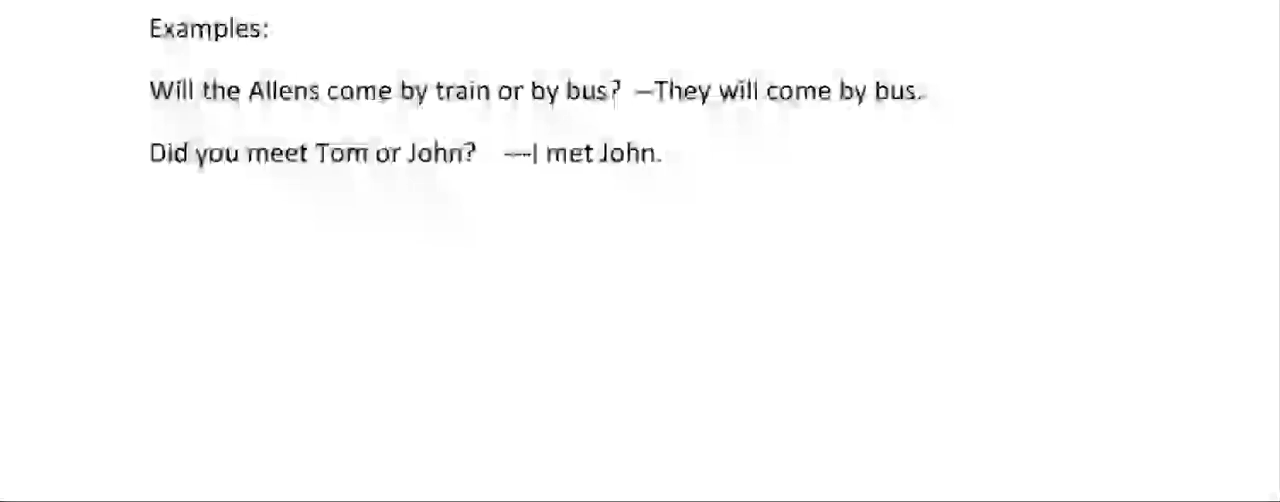 Examples:
Will the Allens come by train or by bus? —They will come by bus.
Did you meet Tom or John? ----I met John.